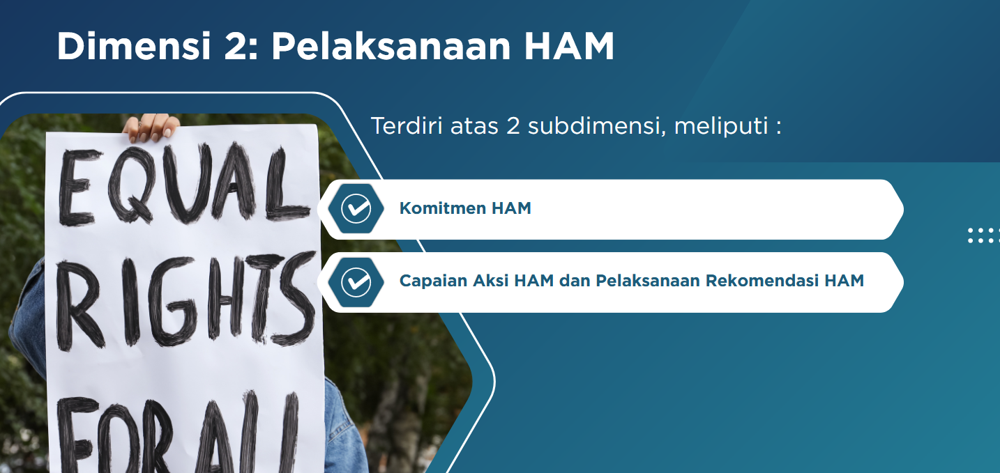 Dimensi 2: Pelaksanaan HAM
Terdiri atas 2 subdimensi, meliputi :
Komitmen HAM
Capaian Aksi HAM dan Pelaksanaan Rekomendasi HAM
EQUAL
RIGHTS
FOR ALL